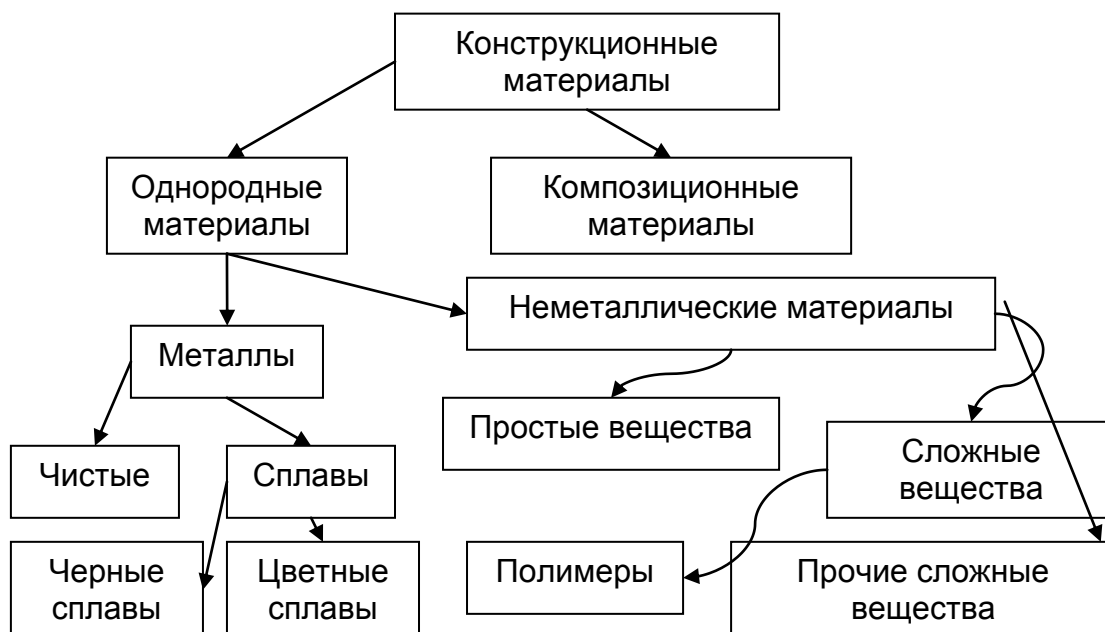 Конструкционные
материалы
Однородные
материалы
Композиционные
материалы
Неметаллические материалы
Металлы
Простые вещества
Сложные
вещества
Чистые
Сплавы
Черные
сплавы
Цветные
сплавы
Полимеры
Прочие сложные
вещества